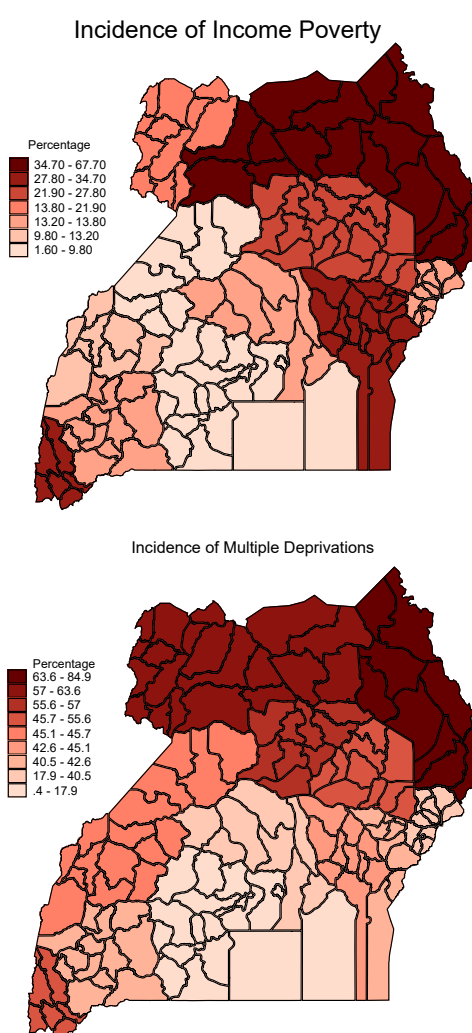 Incidence of Income Poverty
Percentage
34.70 - 67.70
27.80 - 34.70
21.90 - 27.80
13.80 - 21.90
13.20 - 13.80
9.80 - 13.20
1.60 - 9.80
Incidence of Multiple Deprivations
Percentage
63.6 - 84.9
57 - 63.6
55.6 - 57
45.7 - 55.6
45.1 - 45.7
42.6 - 45.1
40.5 - 42.6
17.9 - 40.5
.4 - 17.9